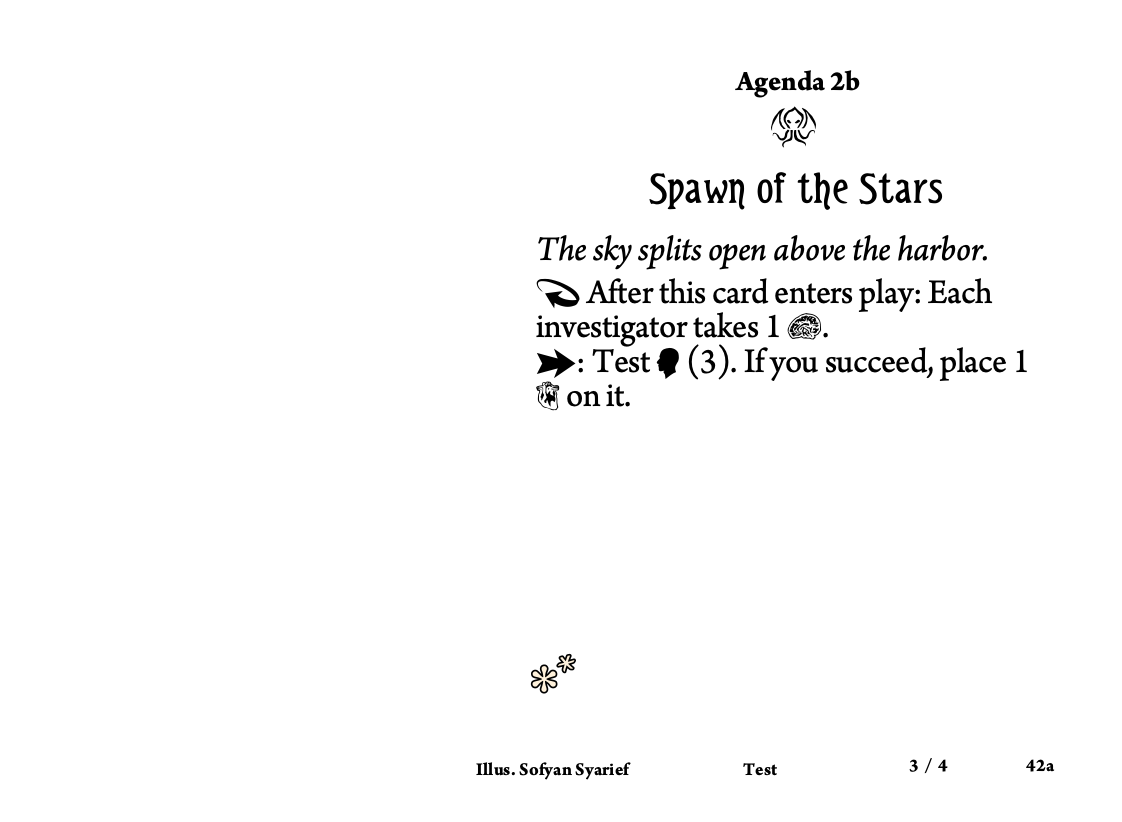 Agenda 2b
Spawn of the Stars
The sky splits open above the harbor.
After this card enters play: Each
investigator takes 1 .
: Test (3). If you succeed, place 1
on it.
Illus. Sofyan Syarief Test 3 / 4 42a